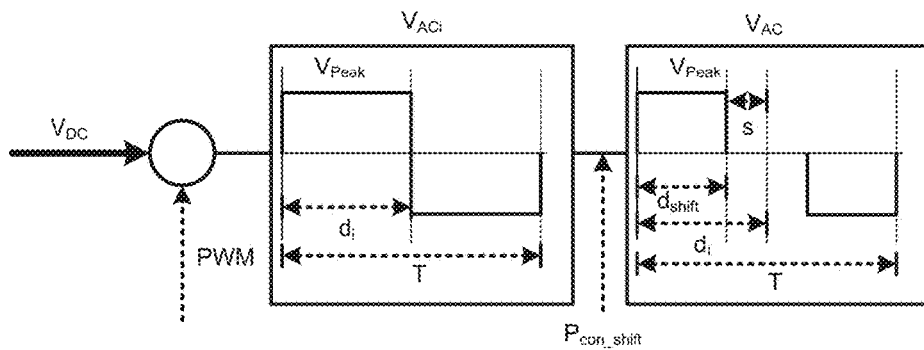 V_ACi
V_AC
V_Peak
V_Peak
V_DC
s
d_shift
d_i
d_i
PWM
T
T
P_con_shift